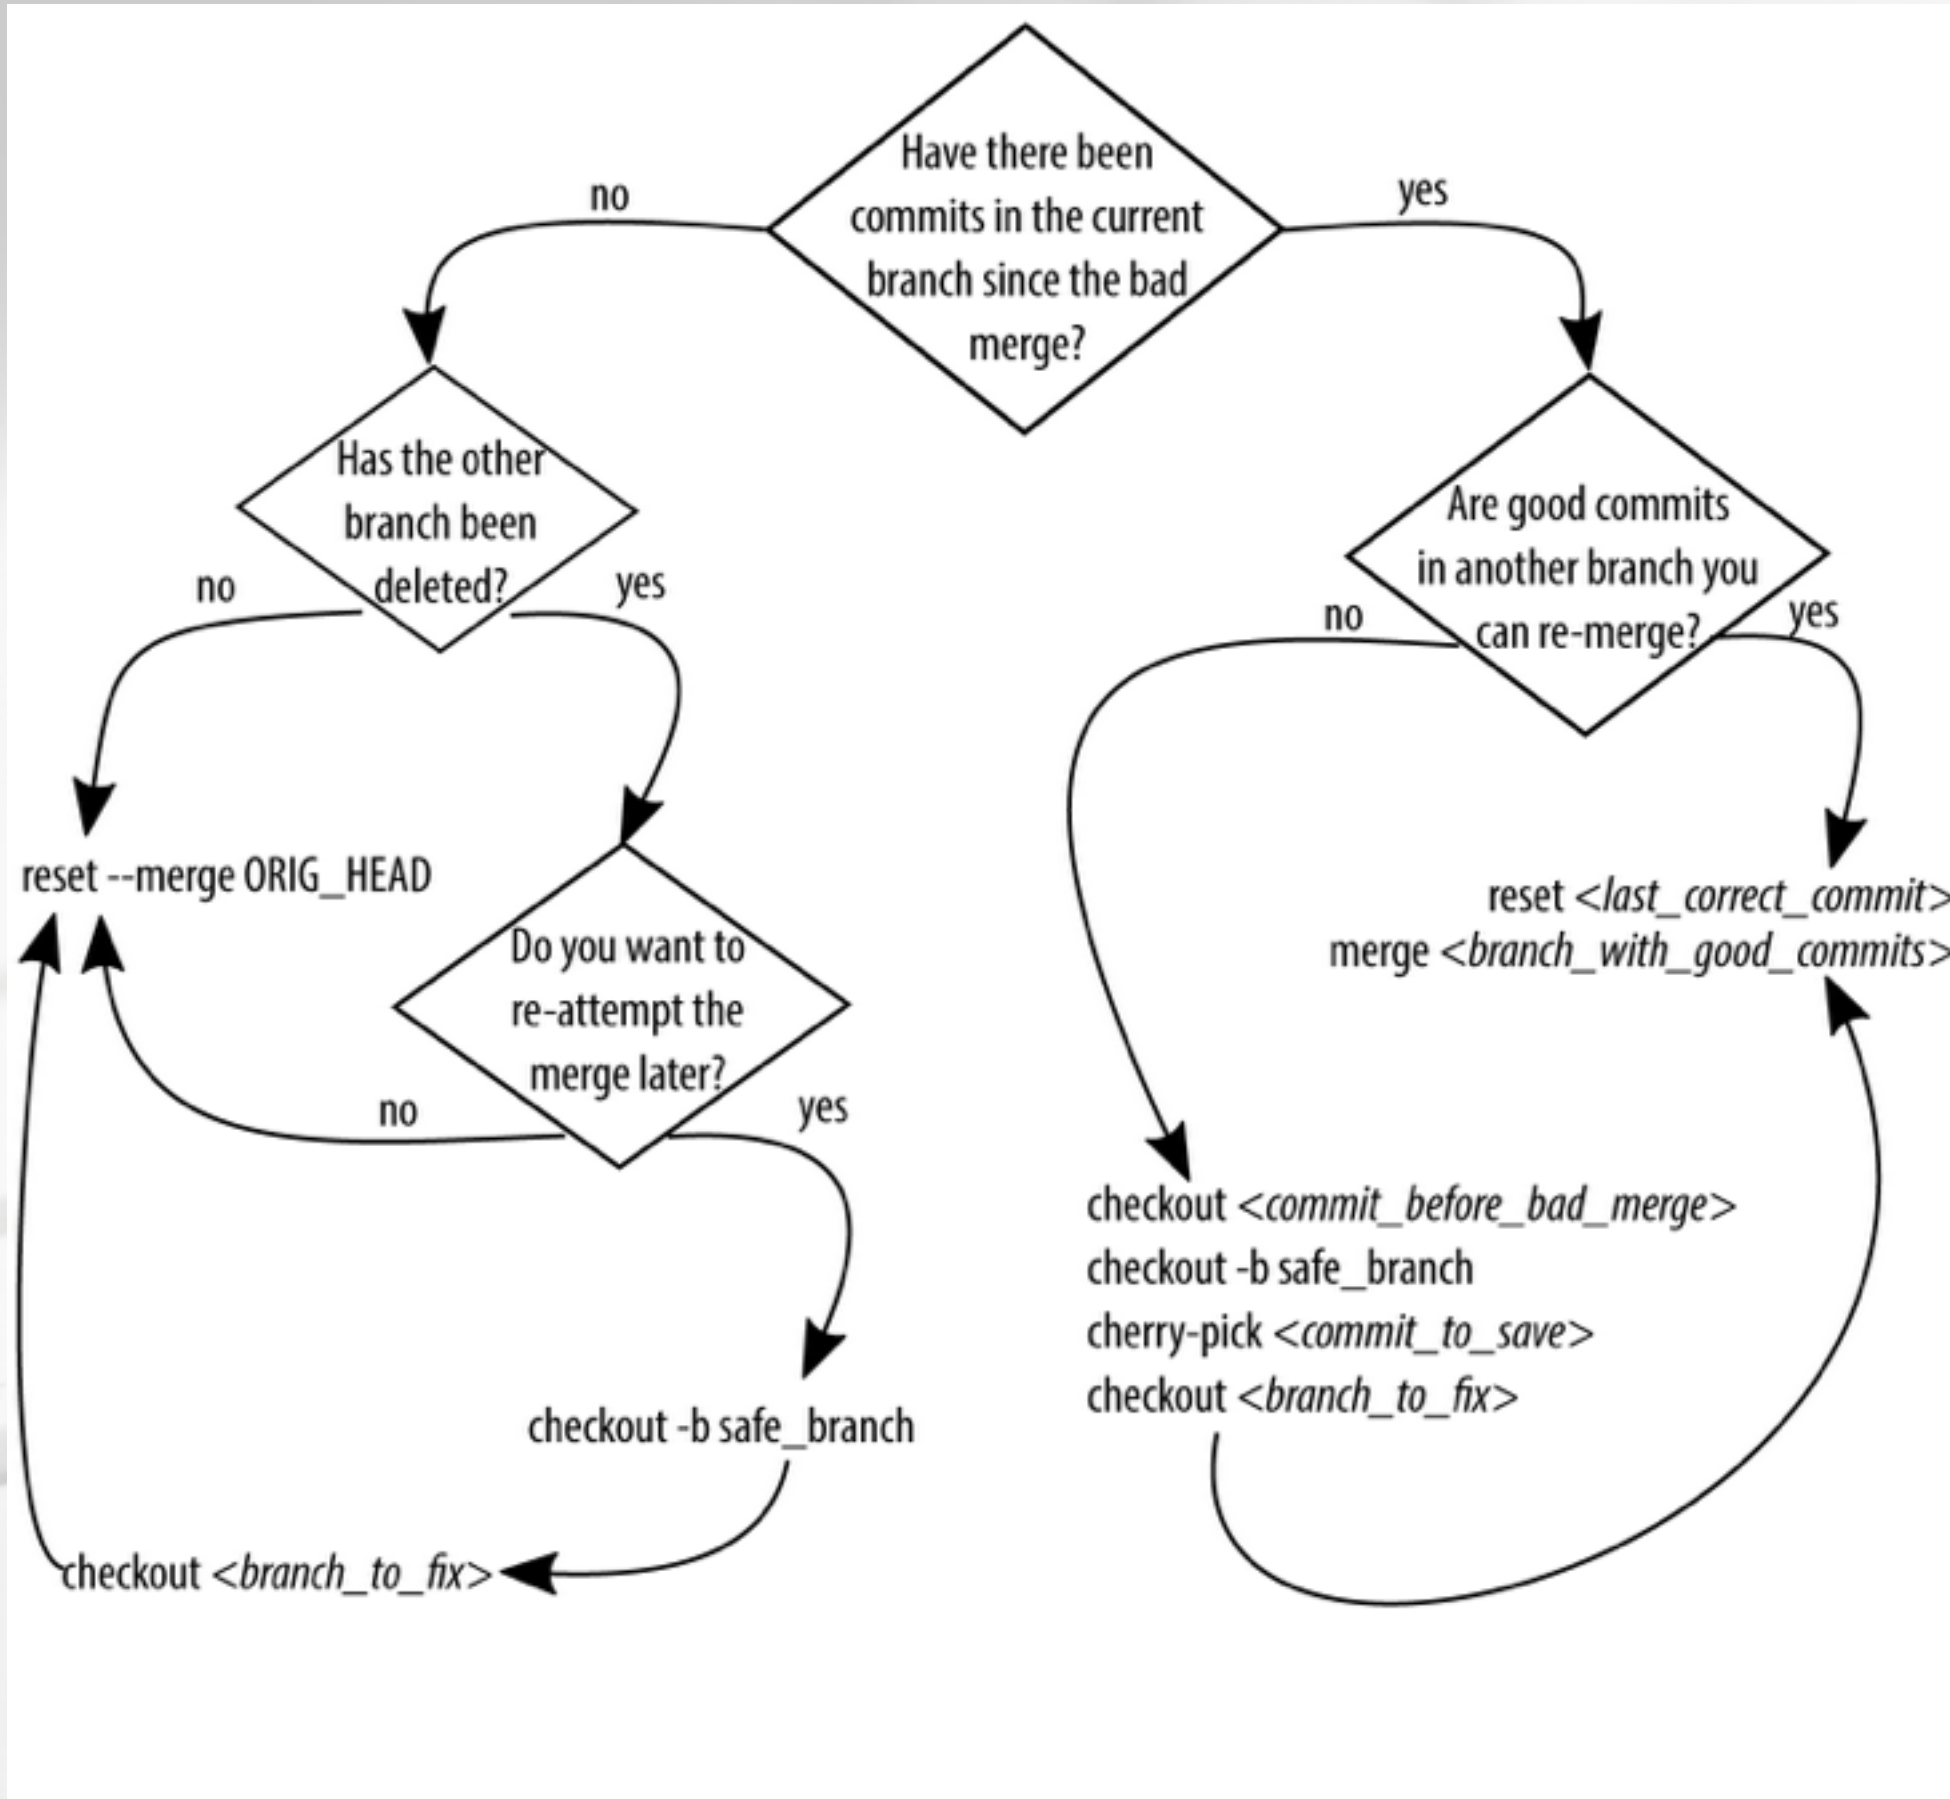 Have there been
commits in the current
branch since the bad
merge?
no
yes
Has the other
branch been
deleted?
no
yes
Are good commits
in another branch you
can re-merge?
no
yes
reset --merge ORIG_HEAD
Do you want to
re-attempt the
merge later?
no
yes
reset <last_correct_commit>
merge <branch_with_good_commits>
checkout <commit_before_bad_merge>
checkout -b safe_branch
cherry-pick <commit_to_save>
checkout <branch_to_fix>
checkout -b safe_branch
checkout <branch_to_fix>